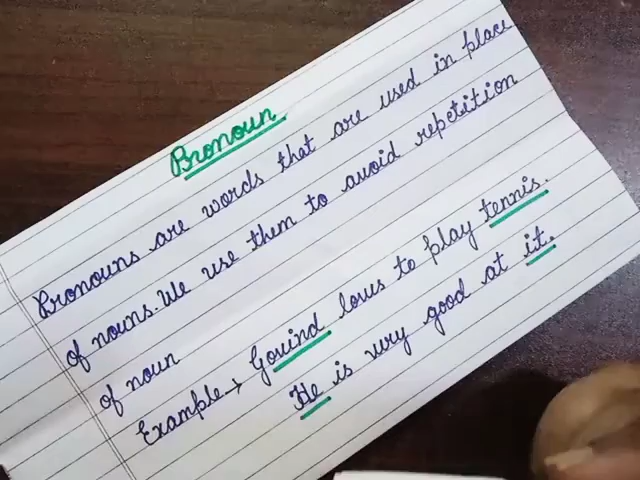 Pronoun
Pronouns are words that are used in place
of nouns. We use them to avoid repetition
of noun
Example → Govind loves to play tennis.
He is very good at it.